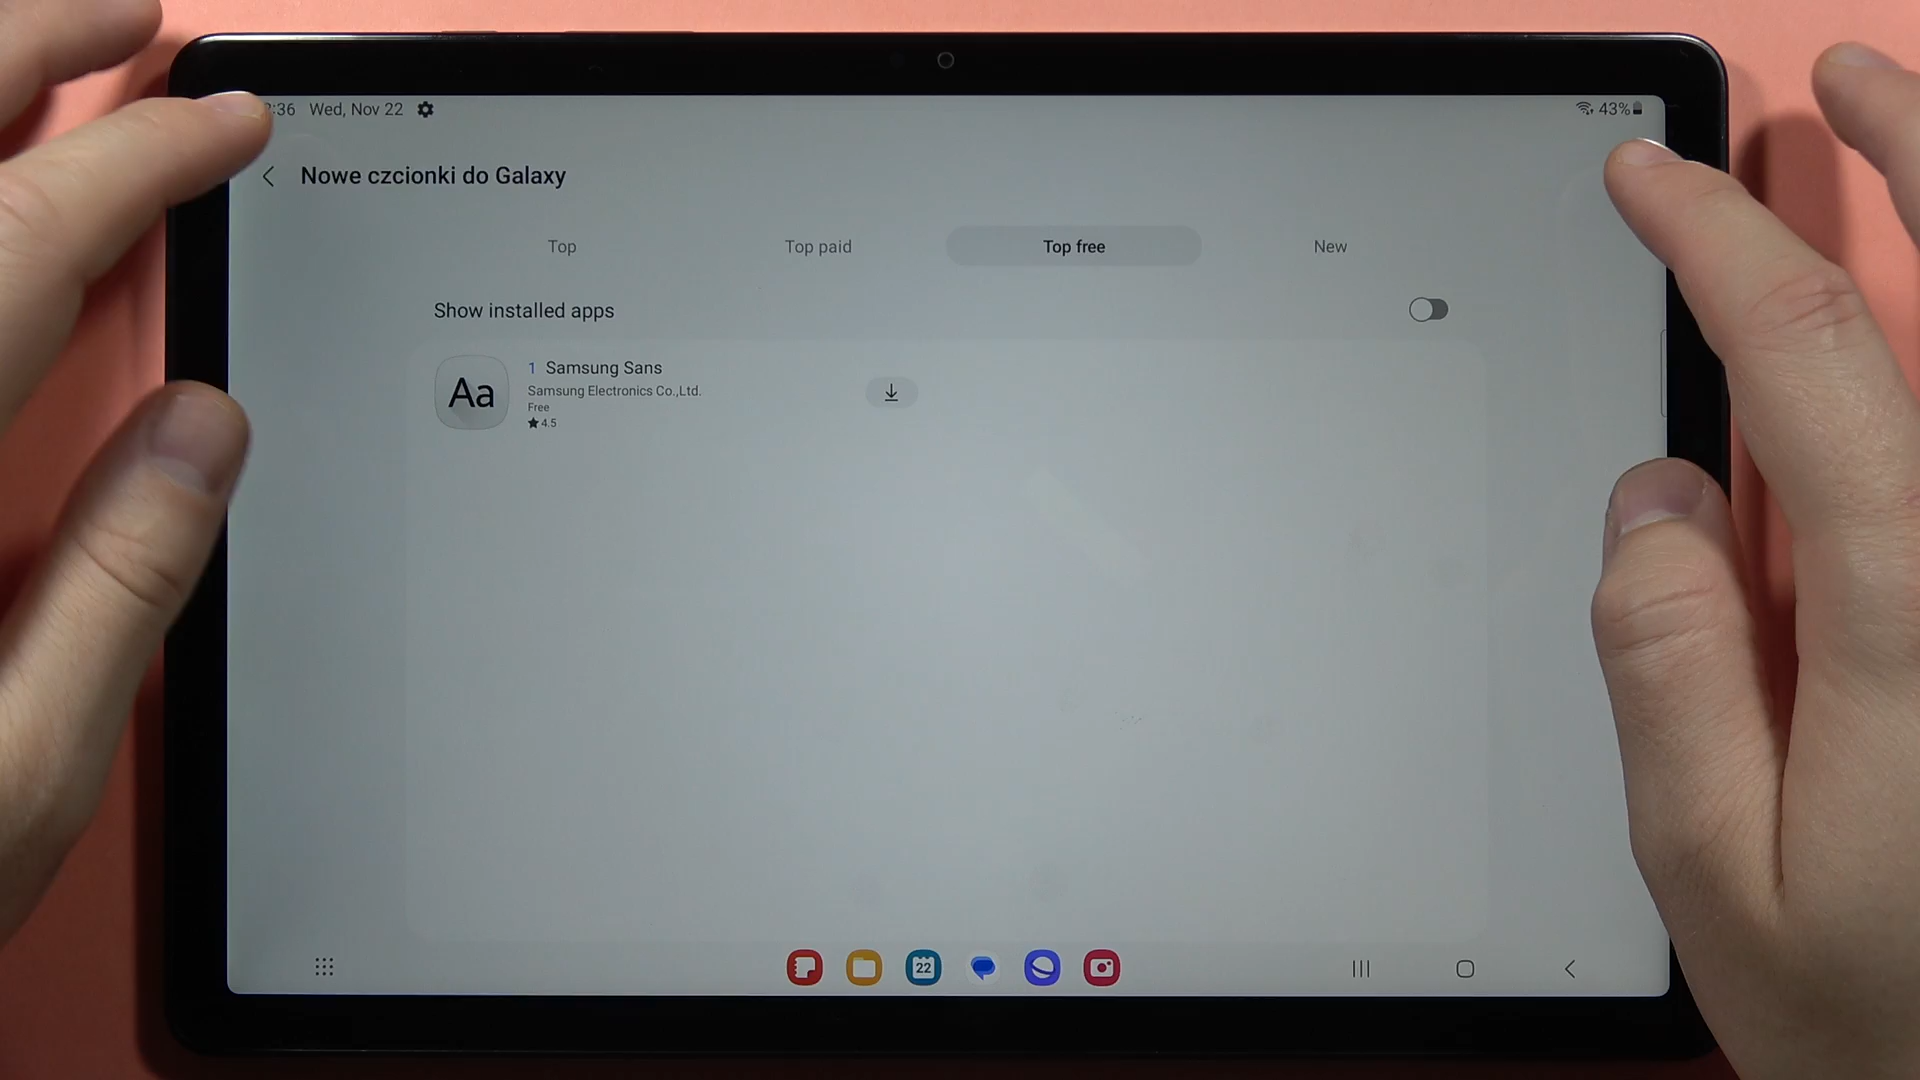 :36 Wed, Nov 22 43%
Nowe czcionki do Galaxy
Top Top paid Top free New
Show installed apps
Aa
1 Samsung Sans
Samsung Electronics Co.,Ltd.
Free
★4.5
22